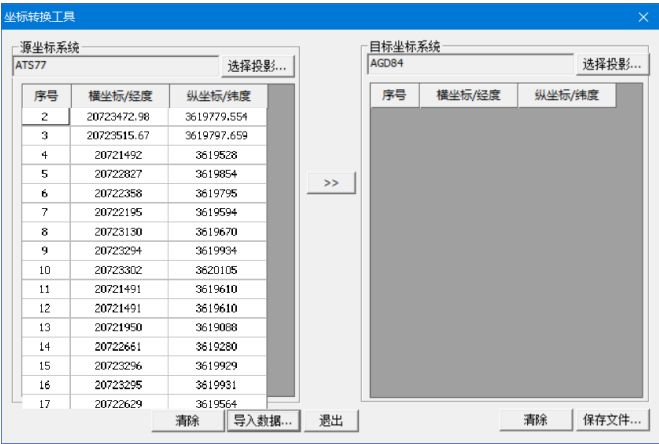 坐标转换工具
源坐标系统
ATS77
选择投影...
序号 横坐标/经度 纵坐标/纬度
2 20723472.98 3619779.554
3 20723515.67 3619797.659
4 20721492 3619528
5 20722827 3619854
6 20722358 3619795
7 20722195 3619594
8 20723130 3619670
9 20723294 3619934
10 20723302 3620105
11 20721491 3619610
12 20721491 3619610
13 20721950 3619088
14 20722661 3619280
15 20723296 3619929
16 20723295 3619931
17 20722629 3619564
清除 导入数据... 退出
>>
目标坐标系统
AGD84
选择投影...
序号 横坐标/经度 纵坐标/纬度
清除 保存文件...